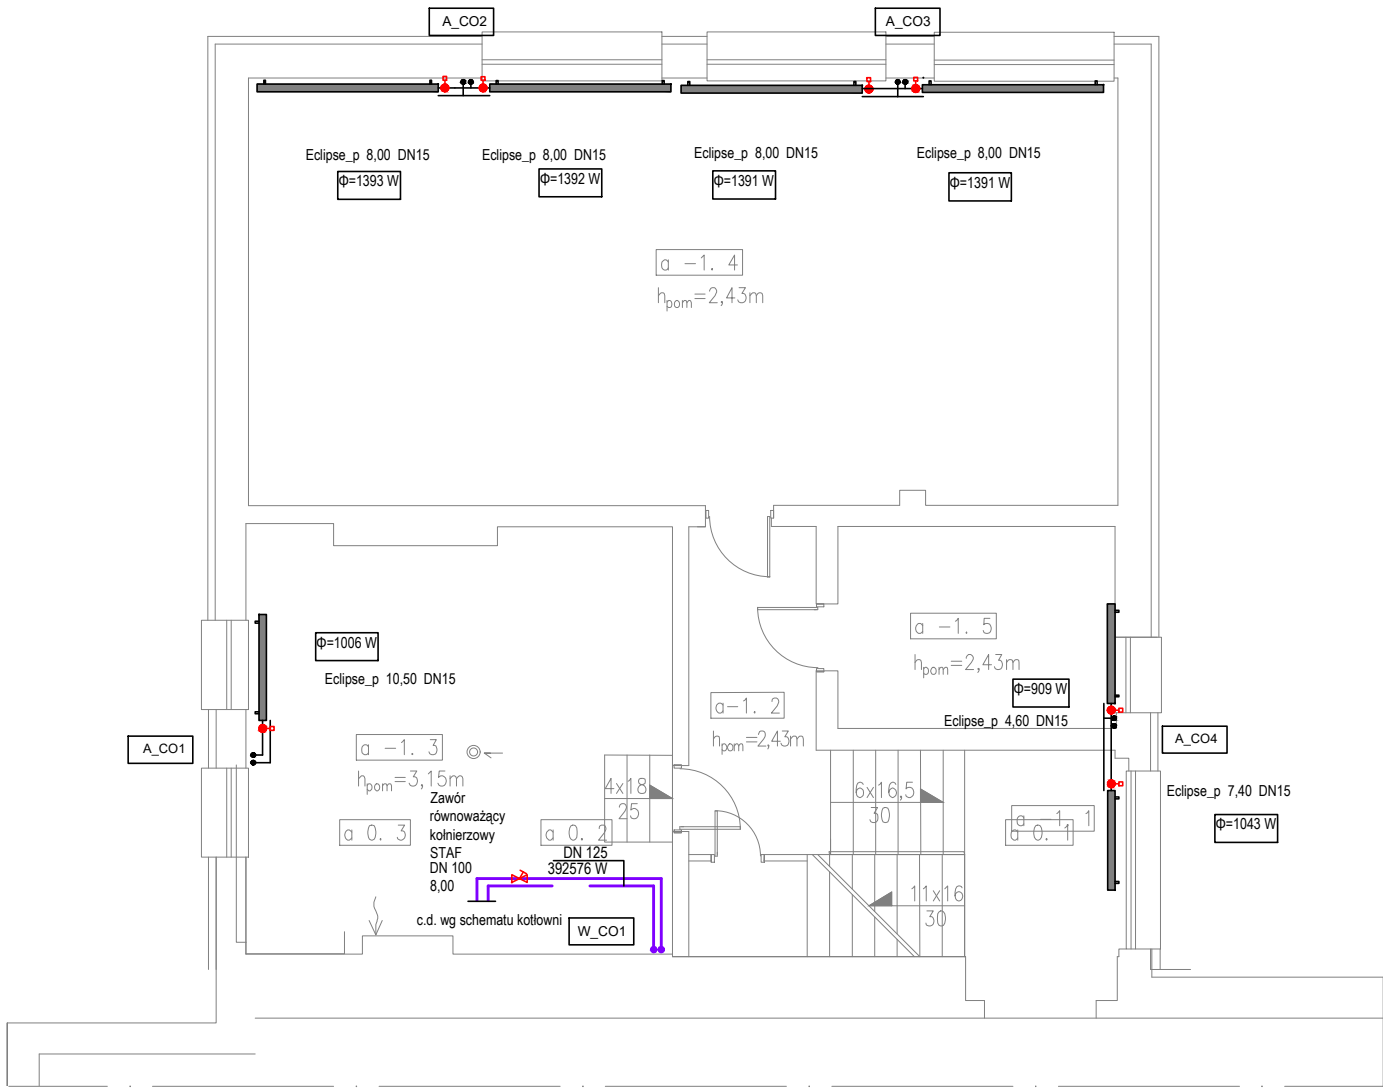 A_CO2
A_CO3
Eclipse_p 8,00 DN15
Φ=1393 W
Eclipse_p 8,00 DN15
Φ=1392 W
Eclipse_p 8,00 DN15
Φ=1391 W
Eclipse_p 8,00 DN15
Φ=1391 W
a -1. 4
hpom=2,43m
Φ=1006 W
Eclipse_p 10,50 DN15
A_CO1
a -1. 3
hpom=3,15m
a 0. 3
Zawór
równoważący
kołnierzowy
STAF
DN 100
8,00
a 0. 2
DN 125
392576 W
c.d. wg schematu kotłowni
W_CO1
4x18
25
a-1. 2
hpom=2,43m
a -1. 5
hpom=2,43m
Φ=909 W
Eclipse_p 4,60 DN15
A_CO4
Eclipse_p 7,40 DN15
Φ=1043 W
6x16,5
30
a -1. 1
a 0. 1
11x16
30